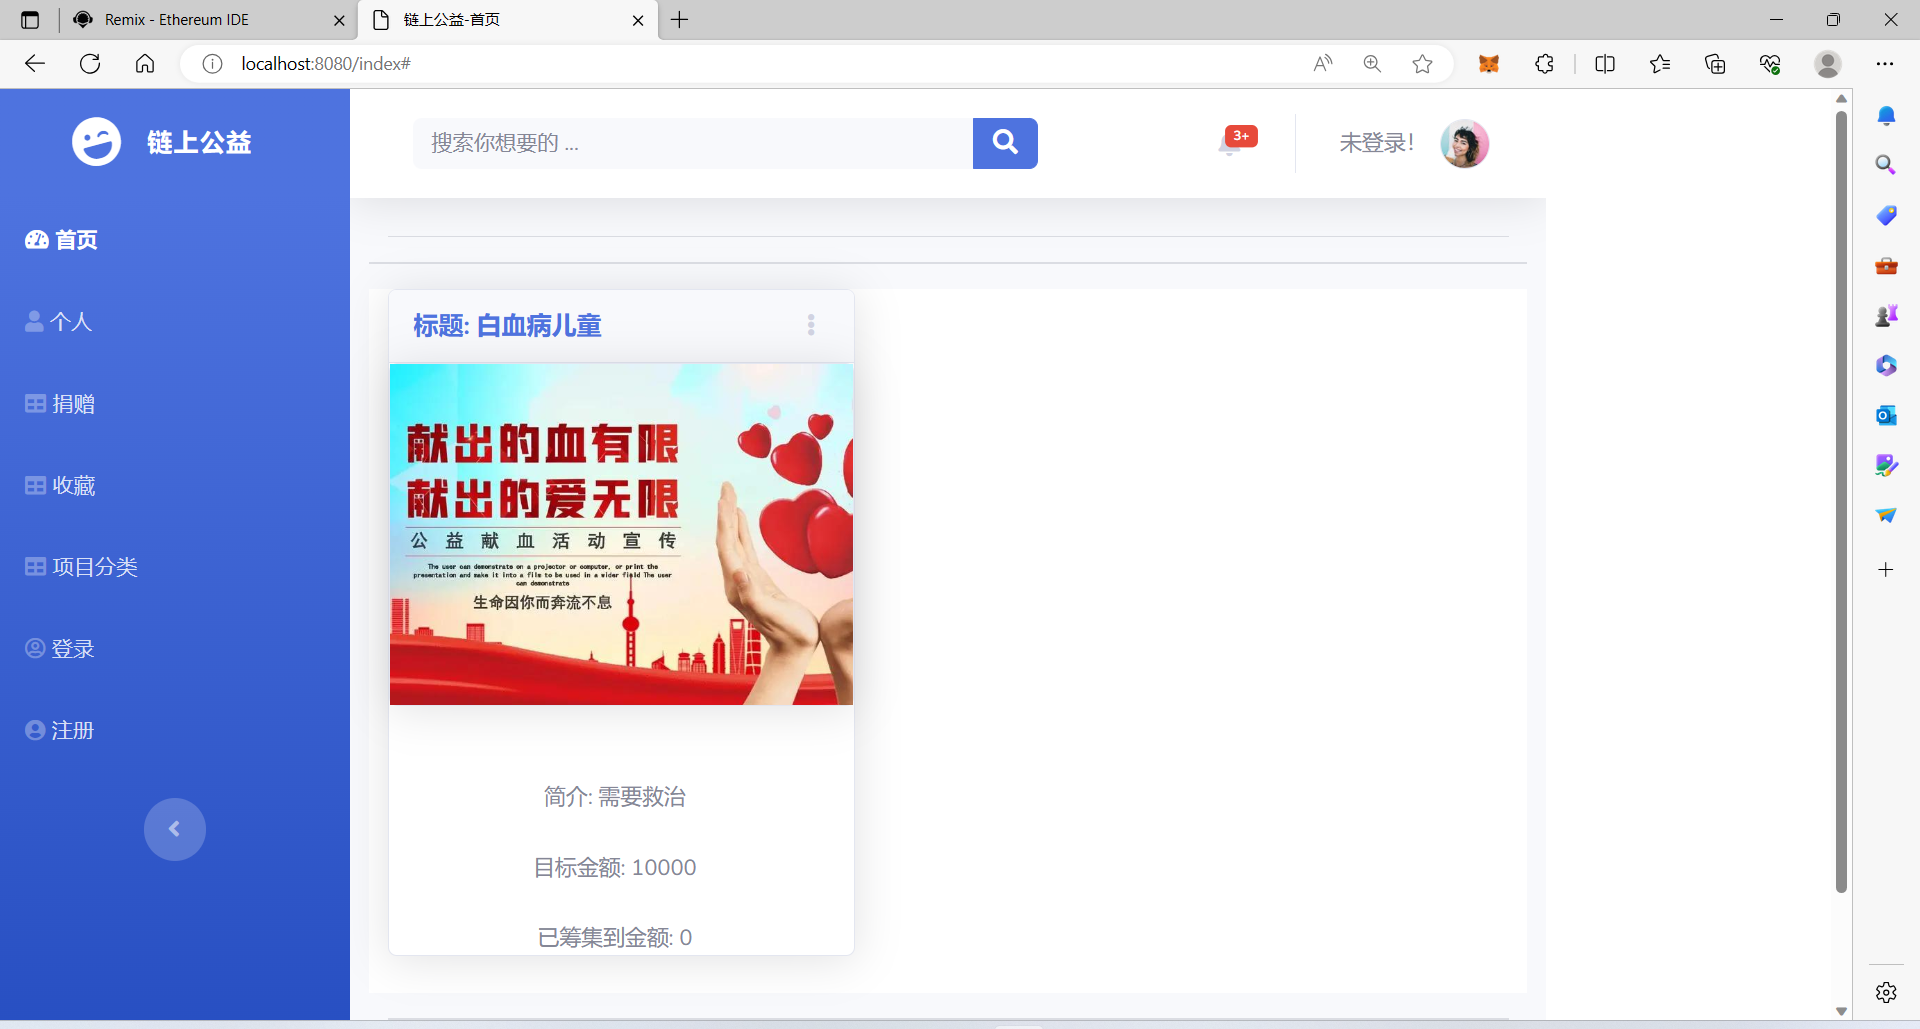 Remix - Ethereum IDE
链上公益-首页
localhost:8080/index#
链上公益
搜索你想要的 ...
3+
未登录!
首页
个人
捐赠
收藏
项目分类
登录
注册
标题: 白血病儿童
献出的血有限
献出的爱无限
公益献血活动宣传
The user can demonstrate on a projector or computer, or print the
presentation and make it into a film to be used in a wider field The user
can demonstrate
生命因你而奔流不息
简介: 需要救治
目标金额: 10000
已筹集到金额: 0